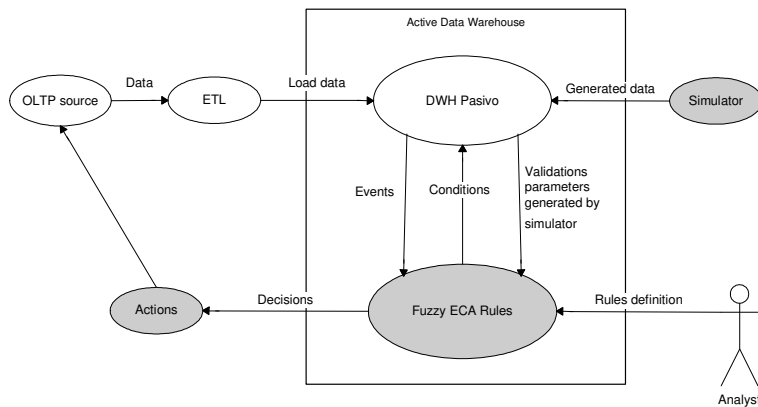 Active Data Warehouse
Data
Load data
Generated data
OLTP source
ETL
DWH Pasivo
Simulator
Events
Conditions
Validations
parameters
generated by
simulator
Decisions
Rules definition
Actions
Fuzzy ECA Rules
Analyst